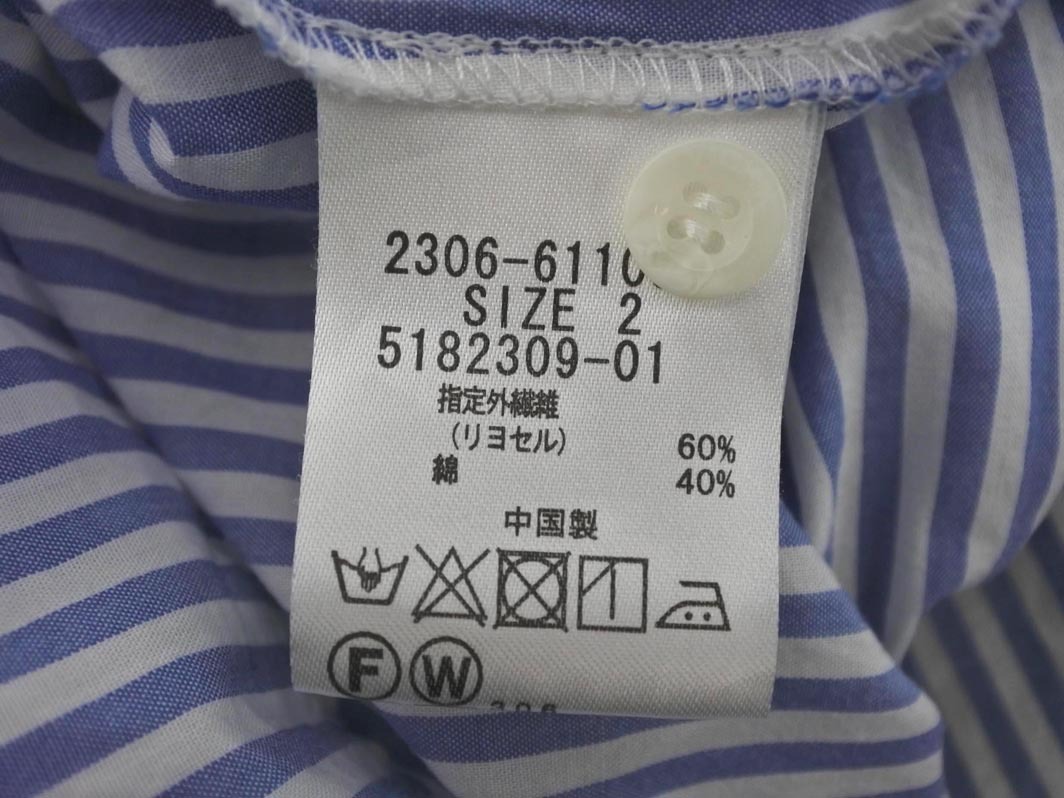 2306-6110
SIZE 2
5182309-01
指定外繊維
(リヨセル) 60%
綿 40%
中国製
F W